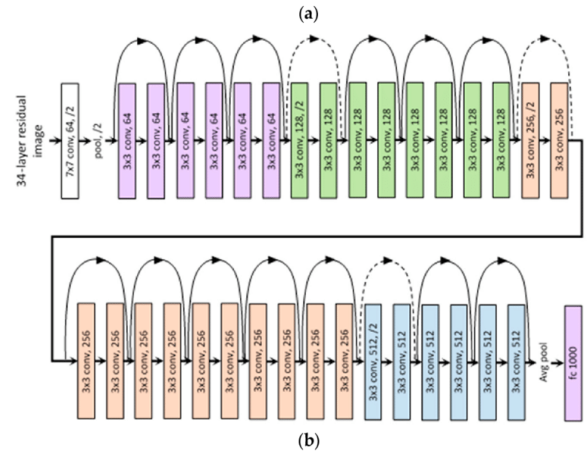 (a)
34-layer residual
image
7x7 conv, 64, /2
pool, /2
3x3 conv, 64
3x3 conv, 64
3x3 conv, 64
3x3 conv, 64
3x3 conv, 64
3x3 conv, 64
3x3 conv, 128, /2
3x3 conv, 128
3x3 conv, 128
3x3 conv, 128
3x3 conv, 128
3x3 conv, 128
3x3 conv, 128
3x3 conv, 128
3x3 conv, 256, /2
3x3 conv, 256
3x3 conv, 256
3x3 conv, 256
3x3 conv, 256
3x3 conv, 256
3x3 conv, 256
3x3 conv, 256
3x3 conv, 256
3x3 conv, 256
3x3 conv, 256
3x3 conv, 256
3x3 conv, 512, /2
3x3 conv, 512
3x3 conv, 512
3x3 conv, 512
3x3 conv, 512
3x3 conv, 512
Avg pool
fc 1000
(b)